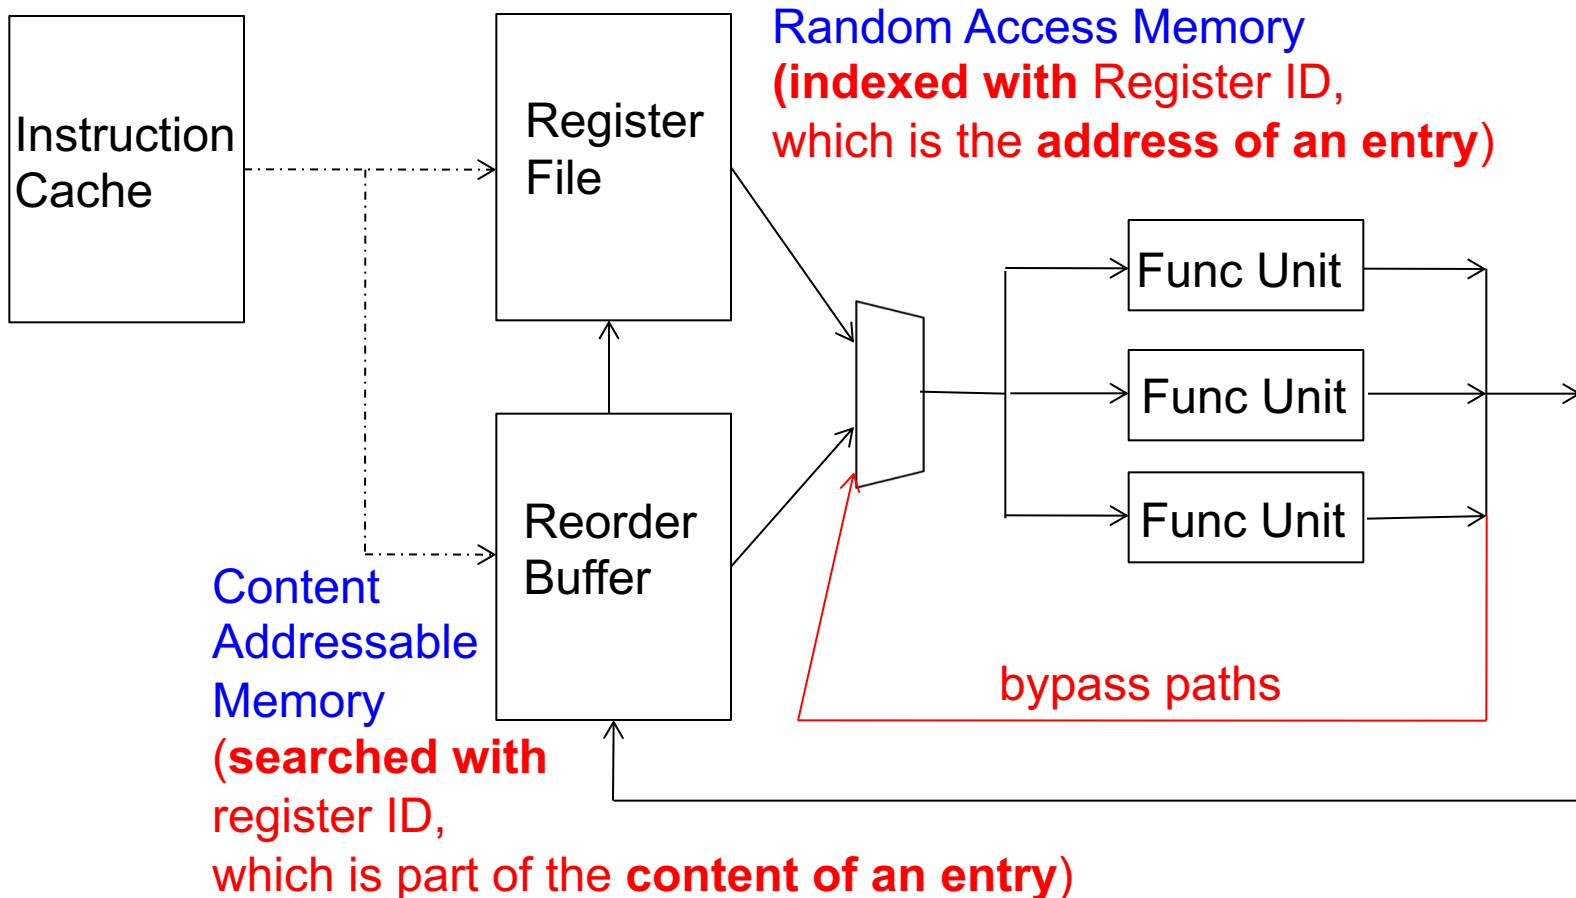 Random Access Memory
(indexed with Register ID,
which is the address of an entry)
Instruction
Cache
Register
File
Func Unit
Func Unit
Func Unit
Reorder
Buffer
Content
Addressable
Memory
(searched with
register ID,
which is part of the content of an entry)
bypass paths